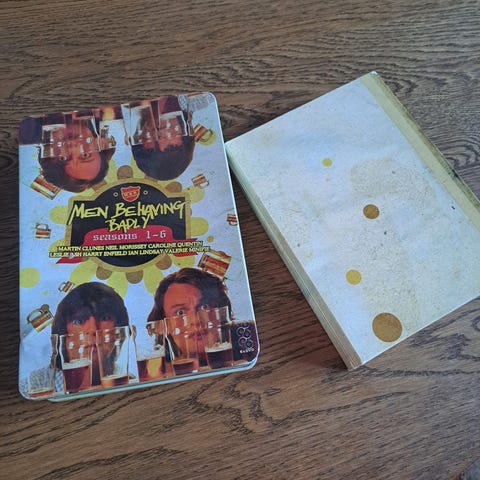 MEN BEHAVING
BADLY
seasons 1-6
MARTIN CLUNES NEIL MORISSET CAROLINE QUENTIN
LESLIE ASH HARRY ENFIELD IAN LINDSAY VALERIE MINIFIE